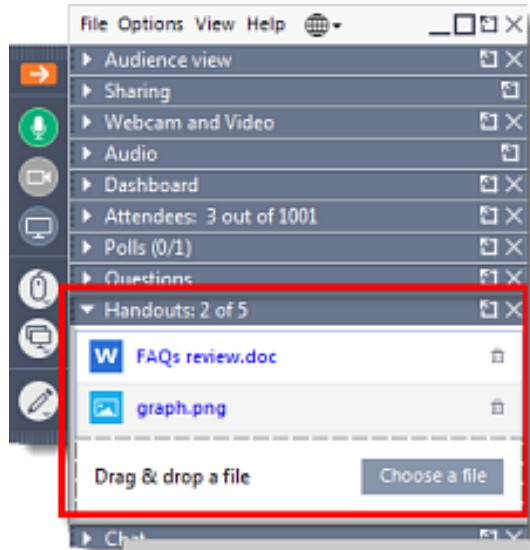 File Options View Help
Audience view
Sharing
Webcam and Video
Audio
Dashboard
Attendees: 3 out of 1001
Polls (0/1)
Questions
Handouts: 2 of 5
W FAQs review.doc
graph.png
Drag & drop a file Choose a file
Chat